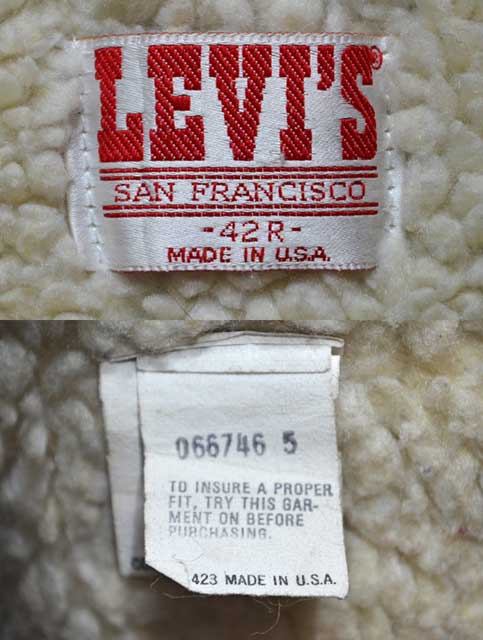 LEVI'S®
SAN FRANCISCO
-42R-
MADE IN U.S.A.
066746 5
TO INSURE A PROPER
FIT, TRY THIS GAR-
MENT ON BEFORE
PURCHASING.
423 MADE IN U.S.A.